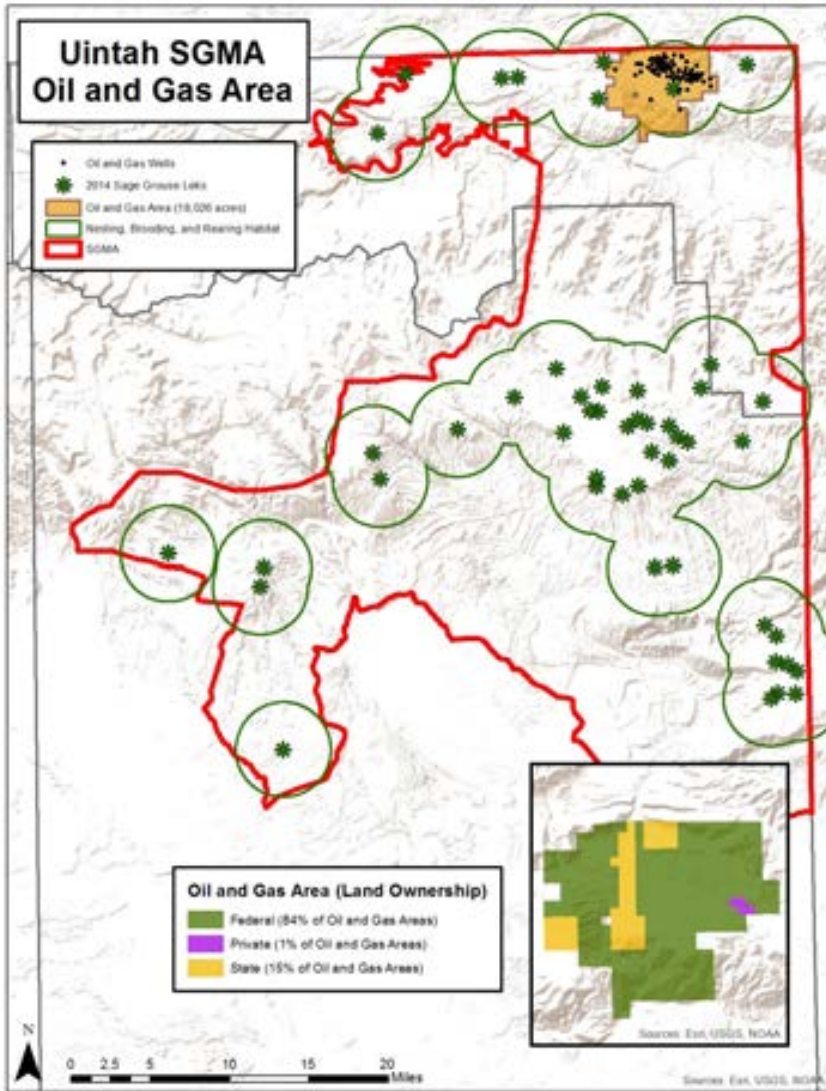 Uintah SGMA
Oil and Gas Area
Oil and Gas Wells
2014 Sage Grouse Leks
Oil and Gas Area (18,026 acres)
Nesting, Brooding, and Rearing Habitat
SGMA
Oil and Gas Area (Land Ownership)
Federal (84% of Oil and Gas Areas)
Private (1% of Oil and Gas Areas)
State (15% of Oil and Gas Areas)
Sources: Esri, USGS, NOAA
N
0 2.5 5 10 15 20
Miles
Sources: Esri, USGS, NOAA